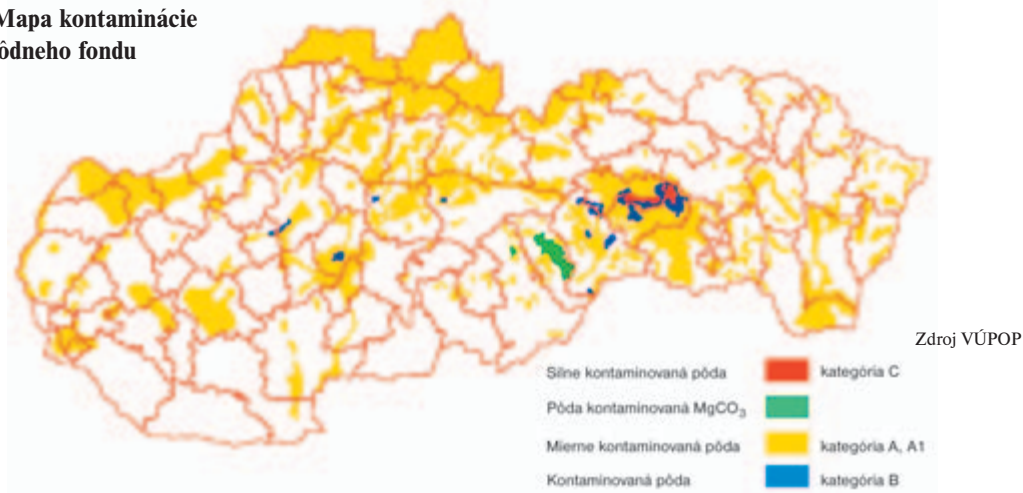 Mapa kontaminácie
ôdneho fondu
Zdroj VÚPOP
Silne kontaminovaná pôda kategória C
Pôda kontaminovaná MgCO₃
Mierne kontaminovaná pôda kategória A, A1
Kontaminovaná pôda kategória B